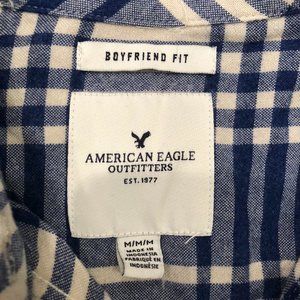 BOYFRIEND FIT
AMERICAN EAGLE
OUTFITTERS
EST. 1977
M/M/M
MADE IN
INDONESIA
FABRIQUÉ EN
INDONÉSIE